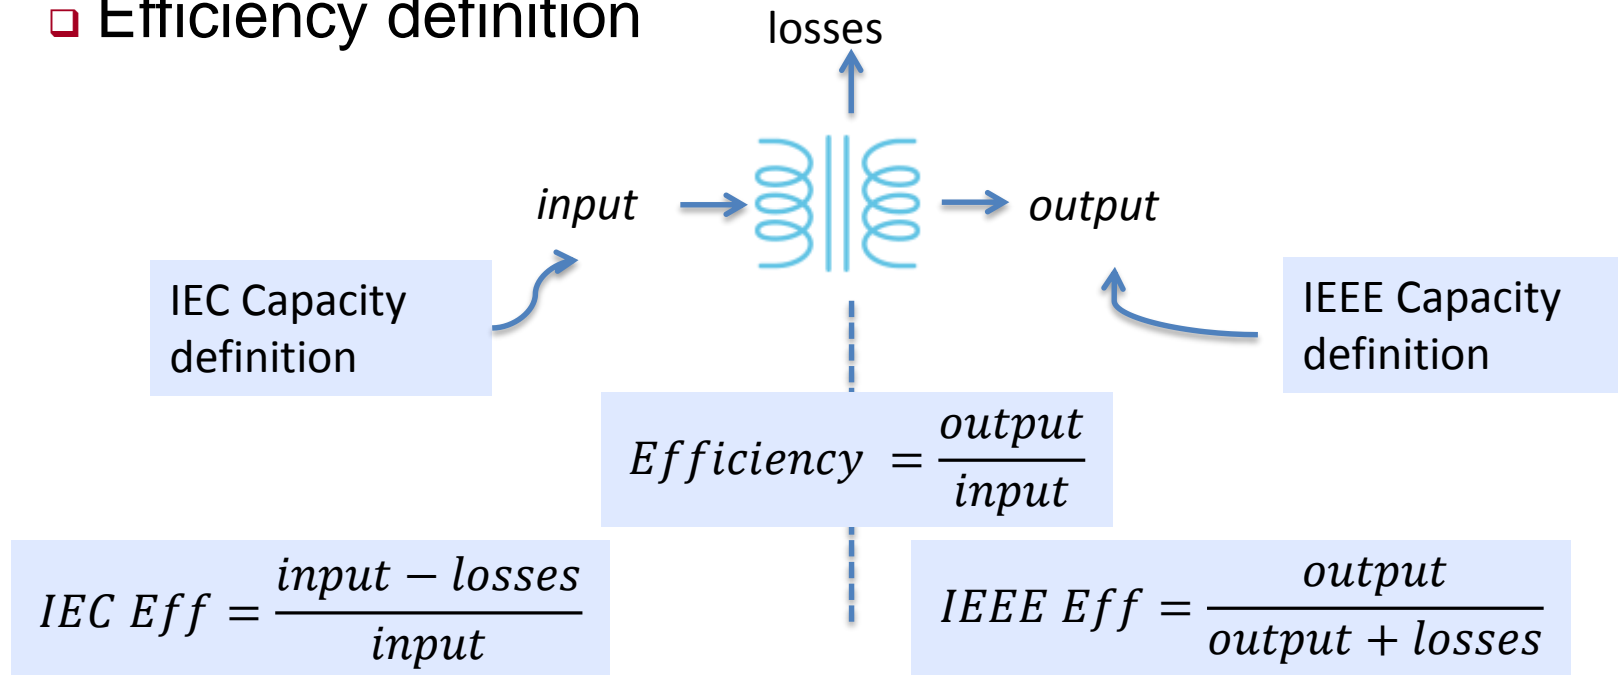 Efficiency definition
losses
input
output
IEC Capacity
definition
IEEE Capacity
definition
Efficiency = output / input
IEC Eff = input − losses / input
IEEE Eff = output / output + losses